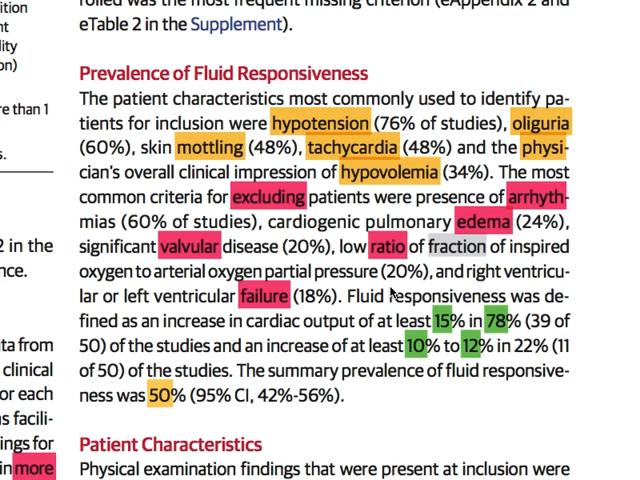 ition
nt
lity
on)
re than 1
s.
2 in the
nce.
ta from
clinical
or each
s facili-
ings for
in more
rolled was the most frequent missing criterion (eAppendix 2 and
eTable 2 in the Supplement).
Prevalence of Fluid Responsiveness
The patient characteristics most commonly used to identify pa-
tients for inclusion were hypotension (76% of studies), oliguria
(60%), skin mottling (48%), tachycardia (48%) and the physi-
cian's overall clinical impression of hypovolemia (34%). The most
common criteria for excluding patients were presence of arrhyth-
mias (60% of studies), cardiogenic pulmonary edema (24%),
significant valvular disease (20%), low ratio of fraction of inspired
oxygen to arterial oxygen partial pressure (20%), and right ventricu-
lar or left ventricular failure (18%). Fluid responsiveness was de-
fined as an increase in cardiac output of at least 15% in 78% (39 of
50) of the studies and an increase of at least 10% to 12% in 22% (11
of 50) of the studies. The summary prevalence of fluid responsive-
ness was 50% (95% CI, 42%-56%).
Patient Characteristics
Physical examination findings that were present at inclusion were